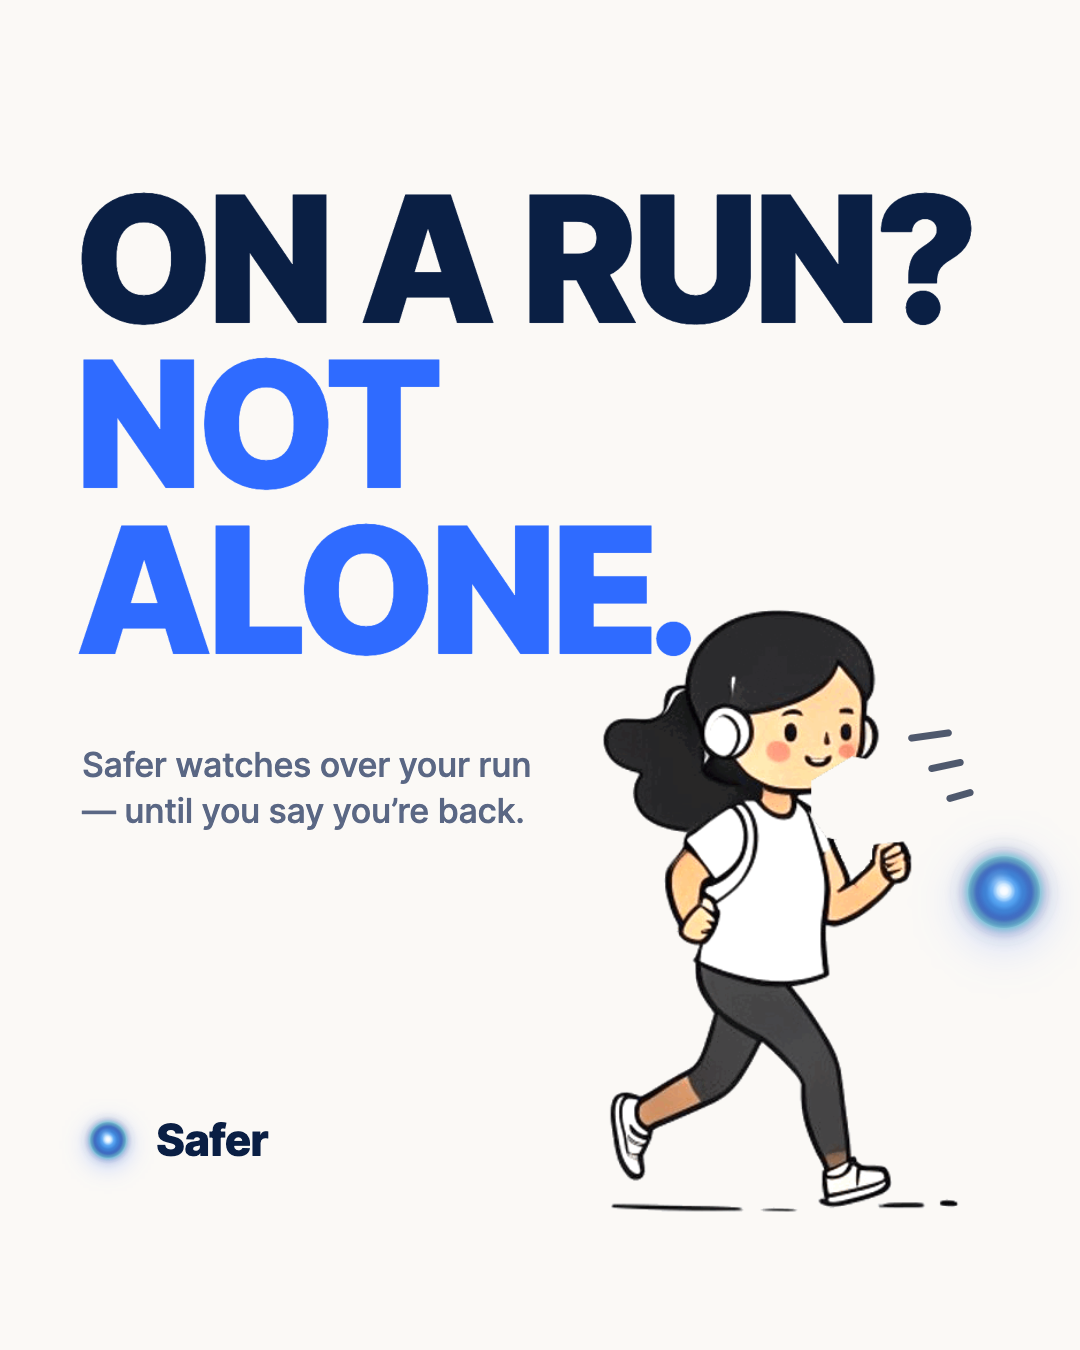 ON A RUN?
NOT
ALONE.
Safer watches over your run
— until you say you’re back.
Safer